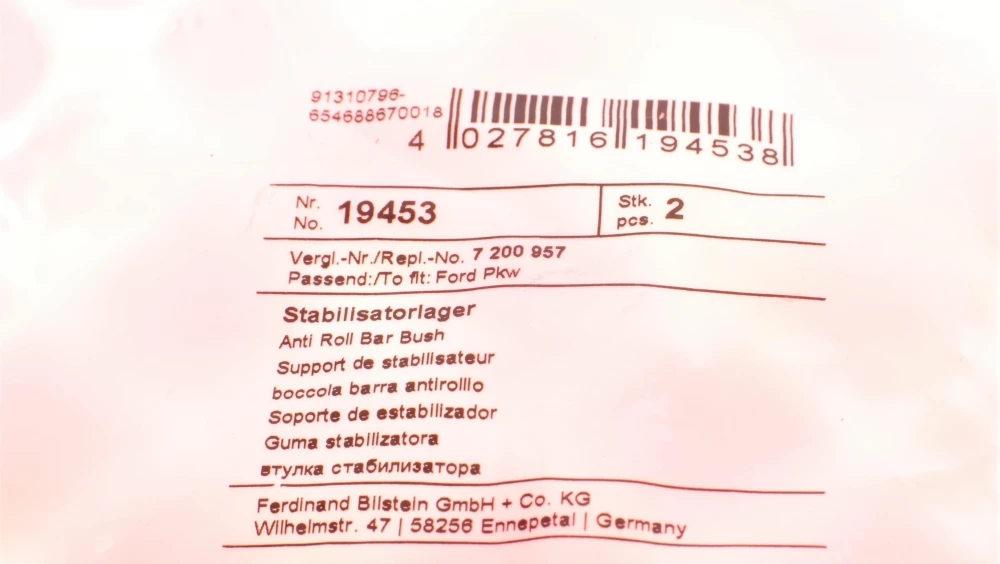 91310796-
654688670018
4 027816 194538
Nr.
No. 19453
Stk.
pcs. 2
Vergl.-Nr./Repl.-No. 7 200 957
Passend:/To fit: Ford Pkw
Stabilisatorlager
Anti Roll Bar Bush
Support de stabilisateur
boccola barra antirollio
Soporte de estabilizador
Guma stabilizatora
втулка стабилизатора
Ferdinand Bilstein GmbH + Co. KG
Wilhelmstr. 47 | 58256 Ennepetal | Germany